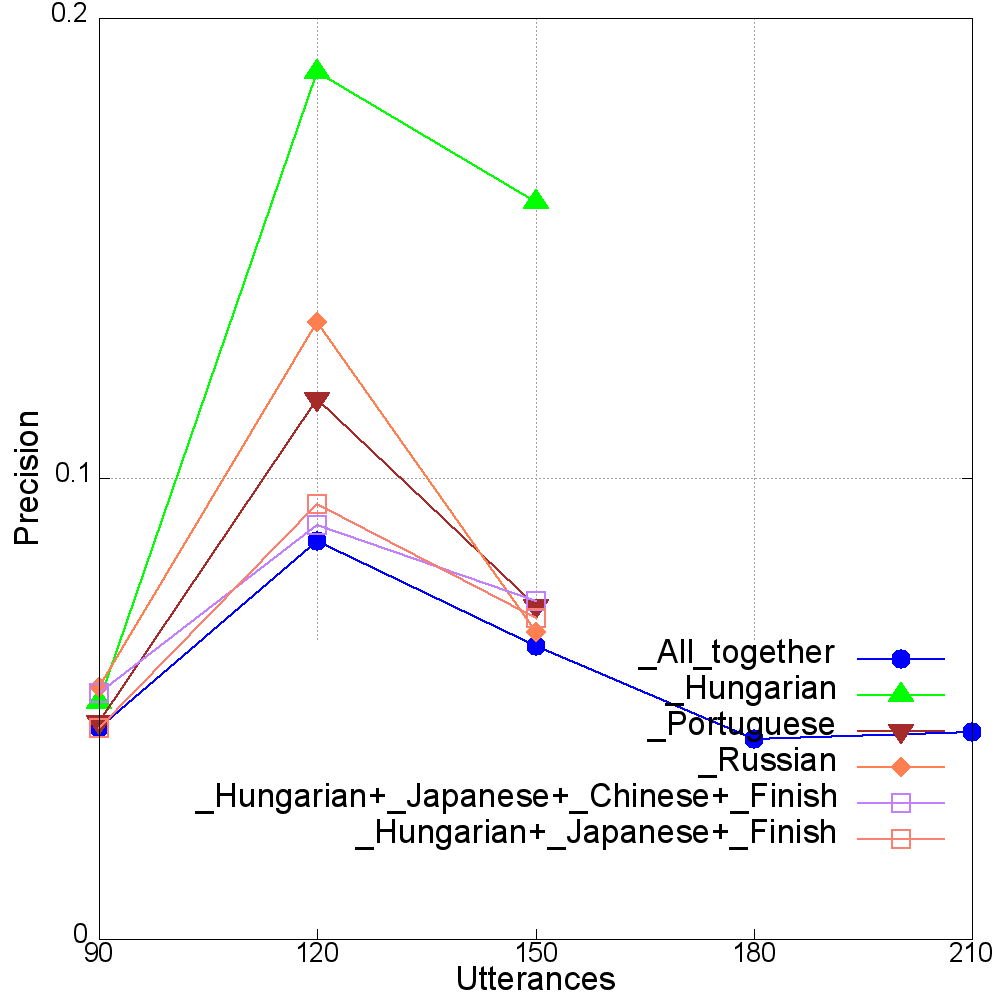 0.2
0.1
0
Precision
90 120 150 180 210
Utterances
_All_together
_Hungarian
_Portuguese
_Russian
_Hungarian+_Japanese+_Chinese+_Finish
_Hungarian+_Japanese+_Finish